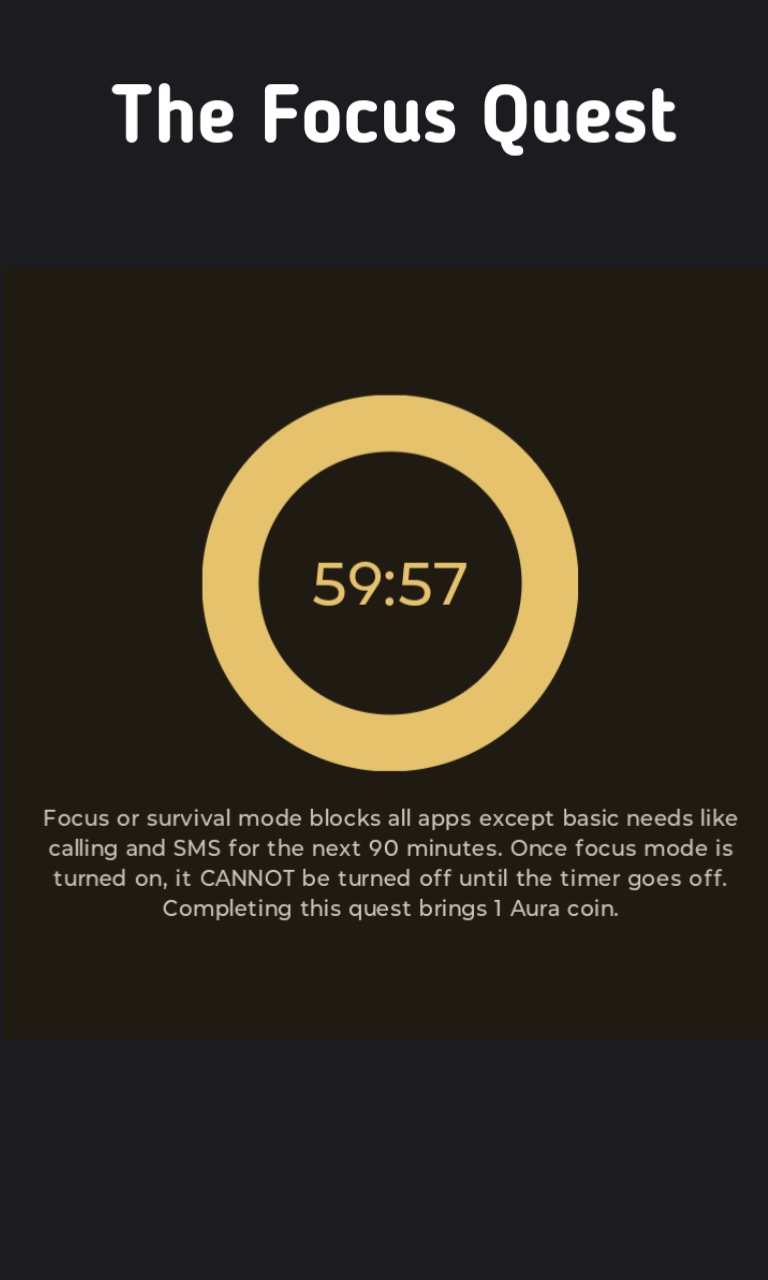 The Focus Quest
59:57
Focus or survival mode blocks all apps except basic needs like
calling and SMS for the next 90 minutes. Once focus mode is
turned on, it CANNOT be turned off until the timer goes off.
Completing this quest brings 1 Aura coin.